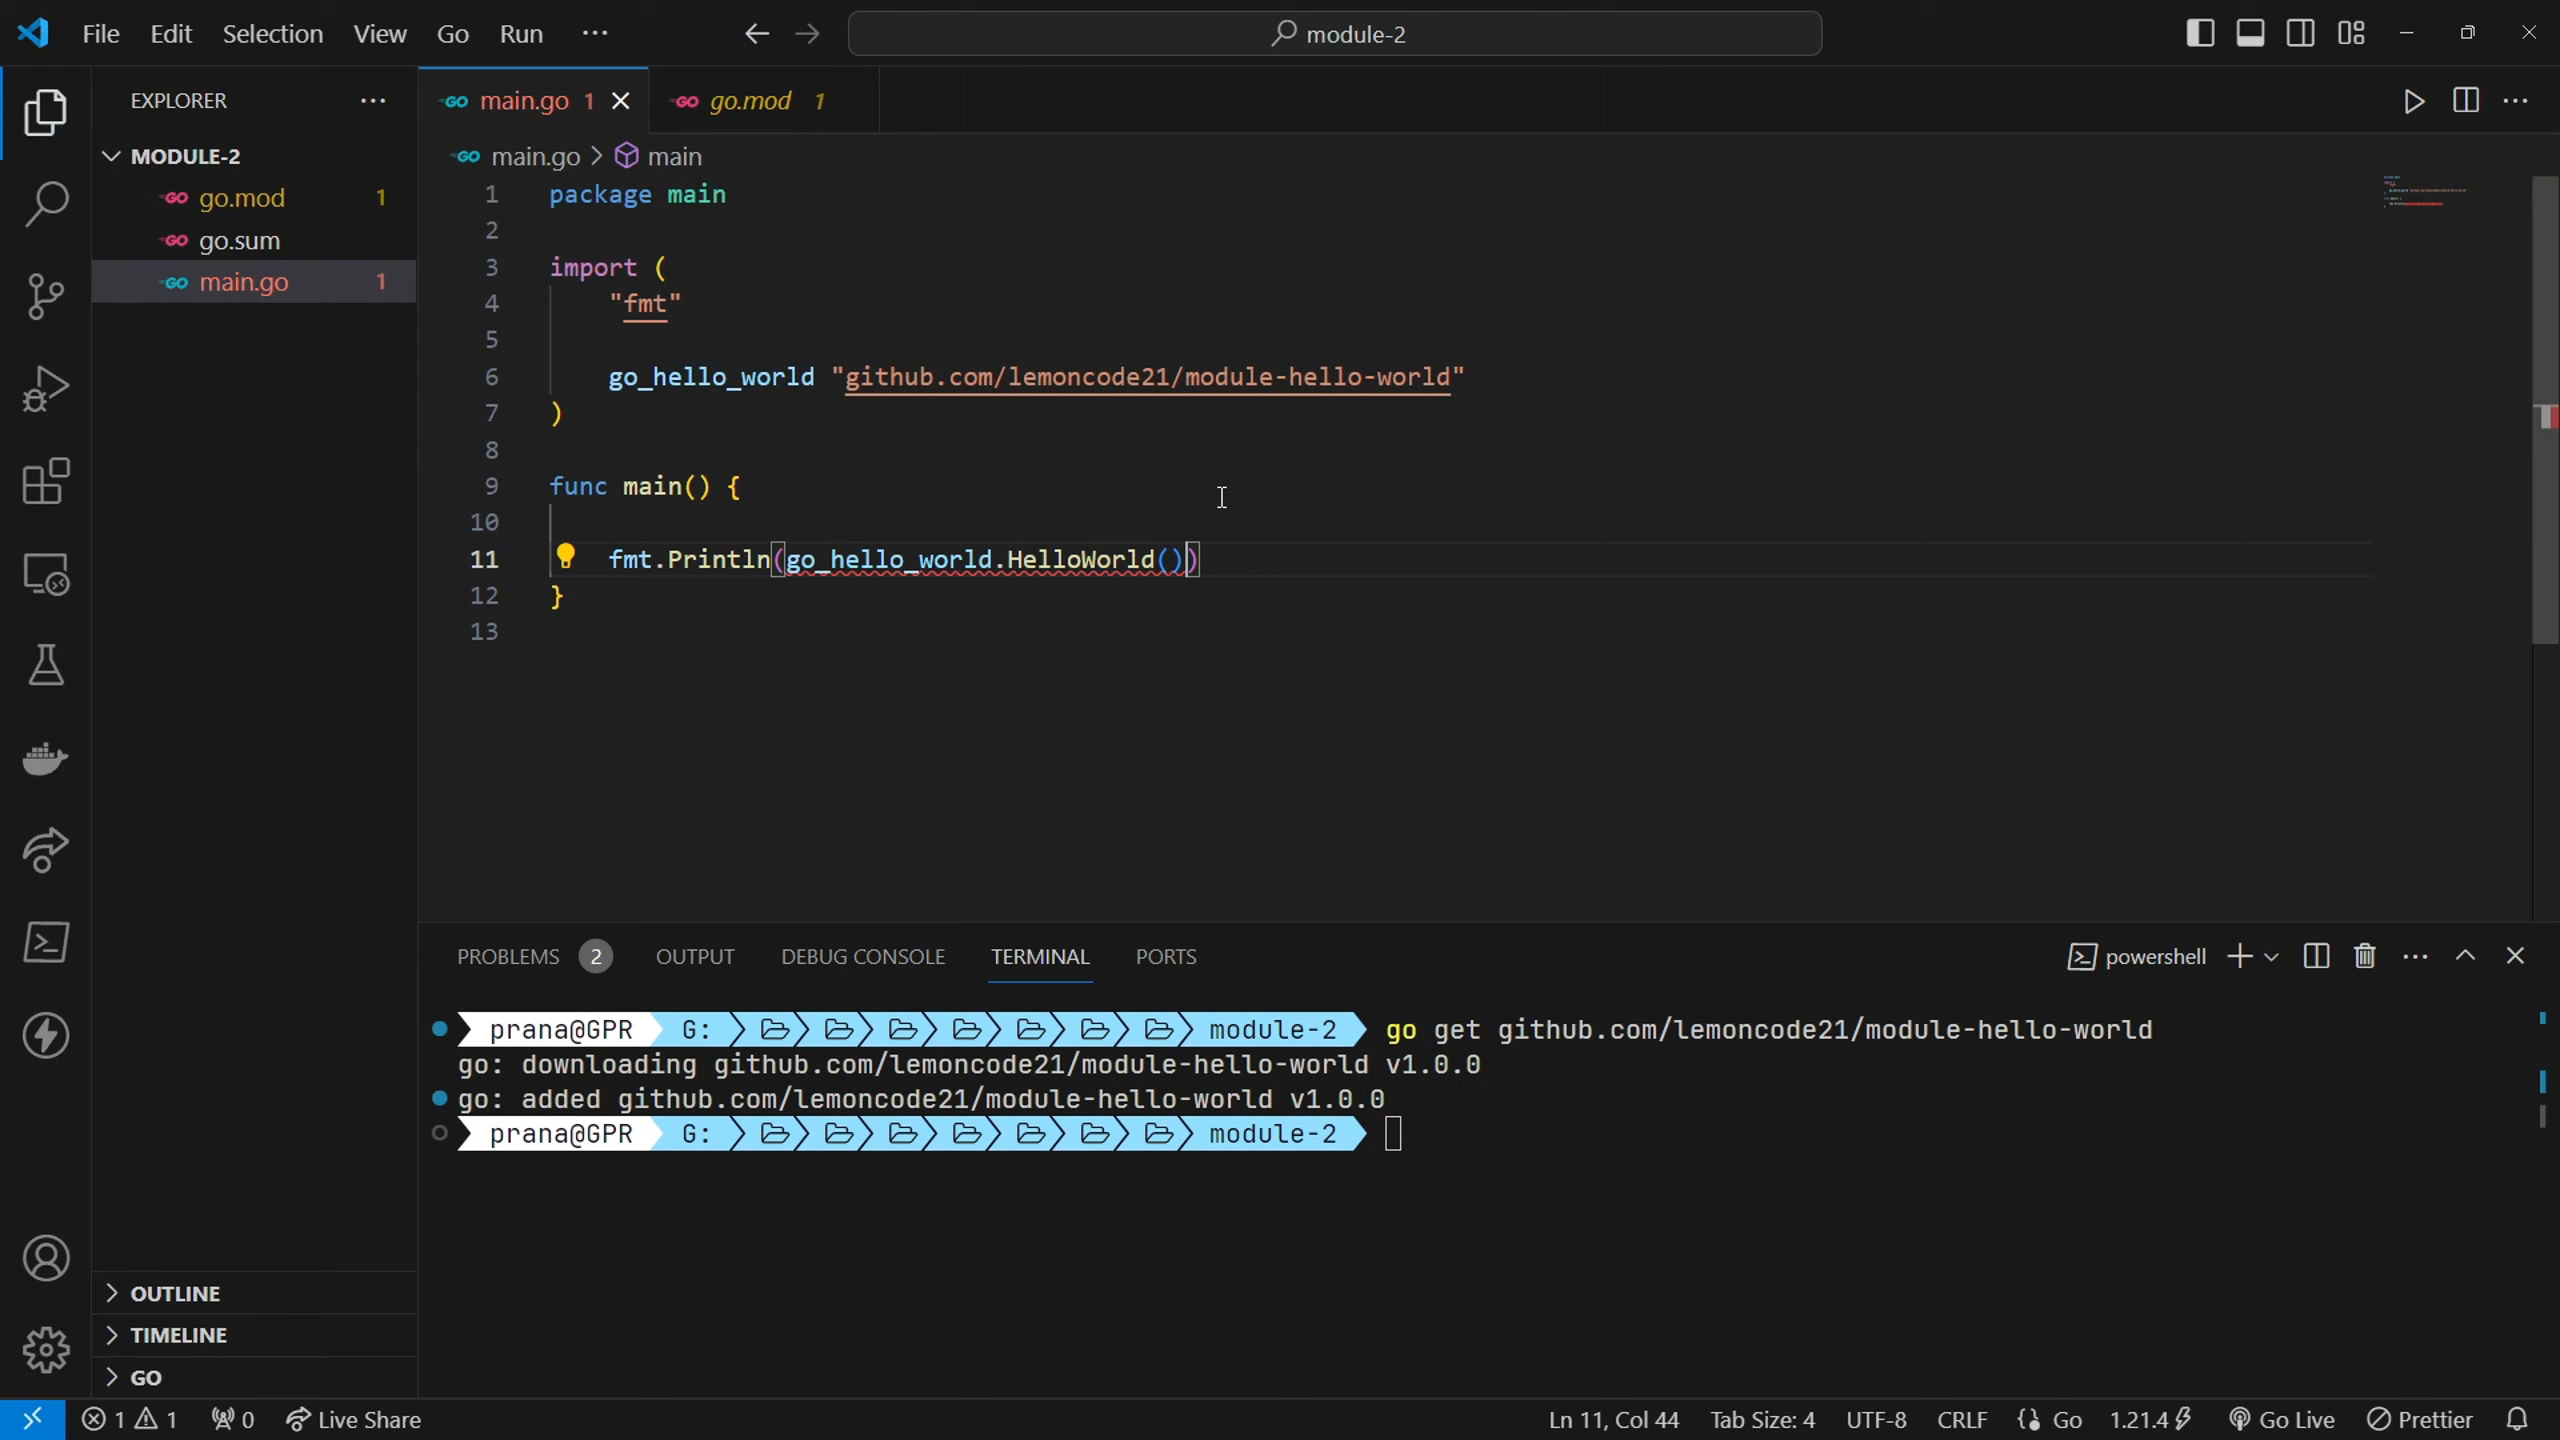 File Edit Selection View Go Run ··· module-2
EXPLORER ···
MODULE-2
GO go.mod 1
GO go.sum
GO main.go 1
OUTLINE
TIMELINE
GO
GO main.go 1 GO go.mod 1
GO main.go > main
1 package main
2
3 import (
4 "fmt"
5
6 go_hello_world "github.com/lemoncode21/module-hello-world"
7 )
8
9 func main() {
10
11 fmt.Println(go_hello_world.HelloWorld())
12 }
13
PROBLEMS 2 OUTPUT DEBUG CONSOLE TERMINAL PORTS powershell
prana@GPR G: module-2 go get github.com/lemoncode21/module-hello-world
go: downloading github.com/lemoncode21/module-hello-world v1.0.0
go: added github.com/lemoncode21/module-hello-world v1.0.0
prana@GPR G: module-2
1 1 0 Live Share Ln 11, Col 44 Tab Size: 4 UTF-8 CRLF {} Go 1.21.4 Go Live Prettier